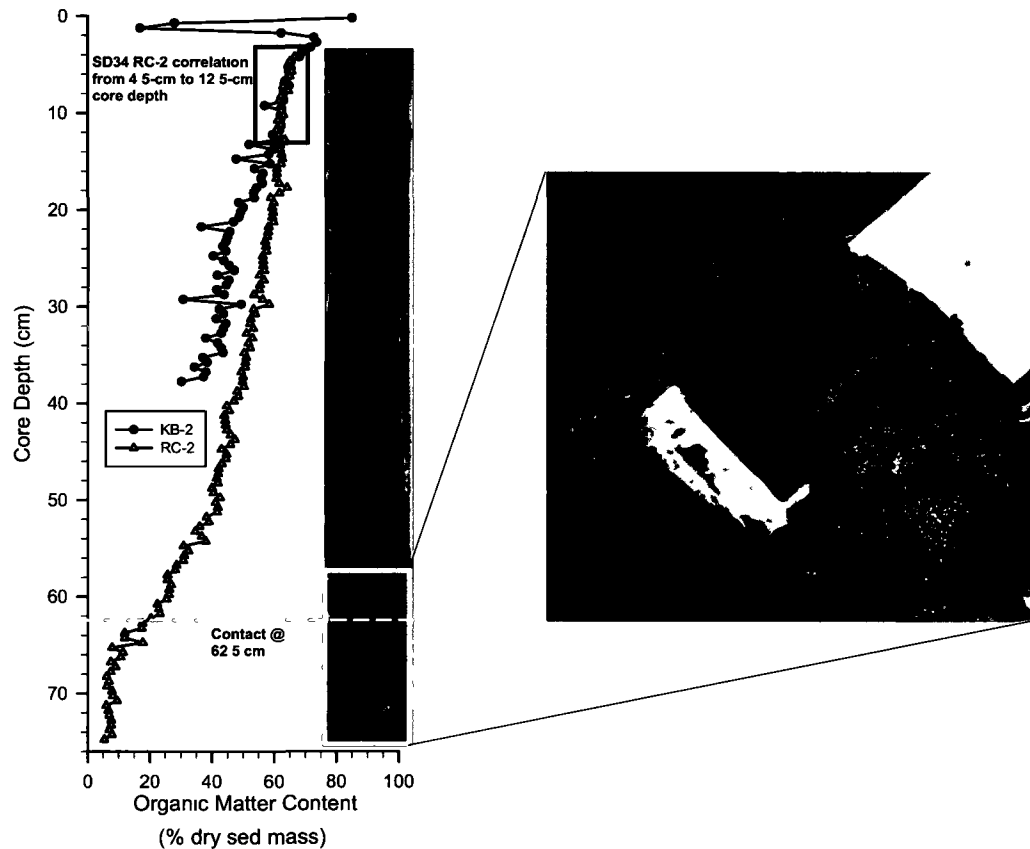 0
10
20
30
40
50
60
70
Core Depth (cm)
SD34 RC-2 correlation
from 4 5-cm to 12 5-cm
core depth
KB-2
RC-2
Contact @
62 5 cm
0 20 40 60 80 100
Organic Matter Content
(% dry sed mass)